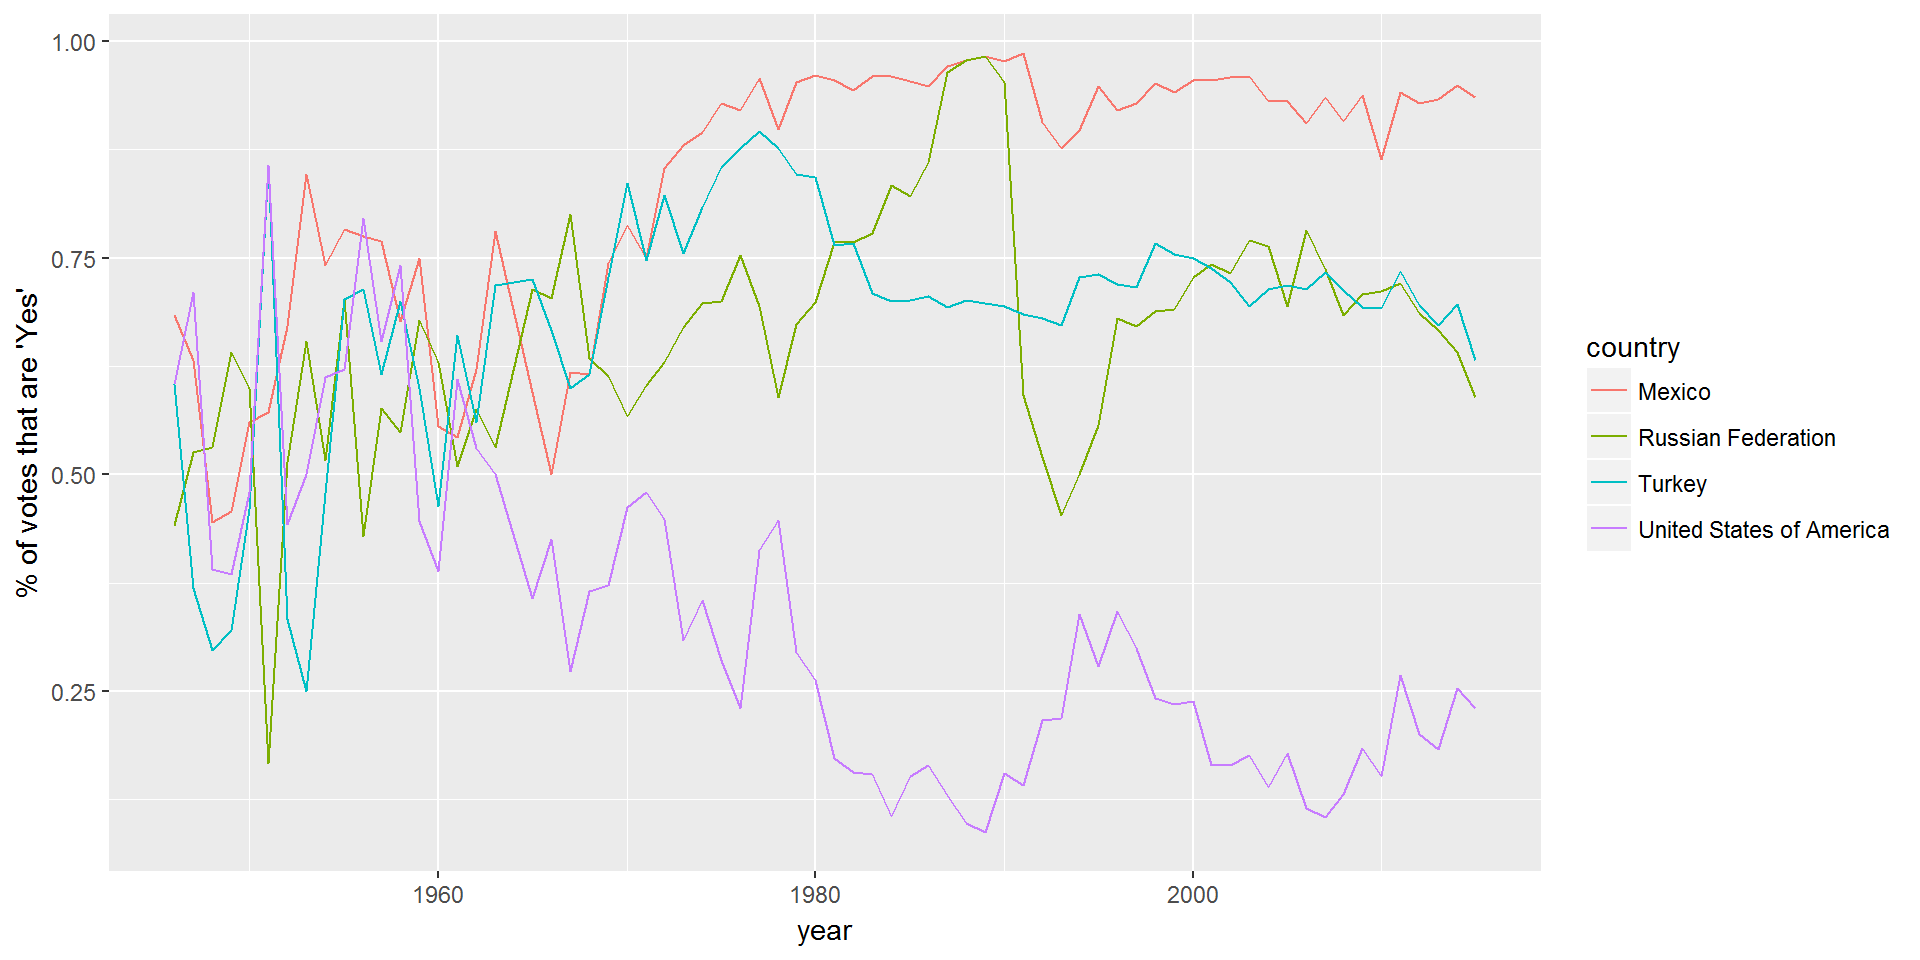 % of votes that are 'Yes'
1.00
0.75
0.50
0.25
1960
1980
2000
year
country
Mexico
Russian Federation
Turkey
United States of America